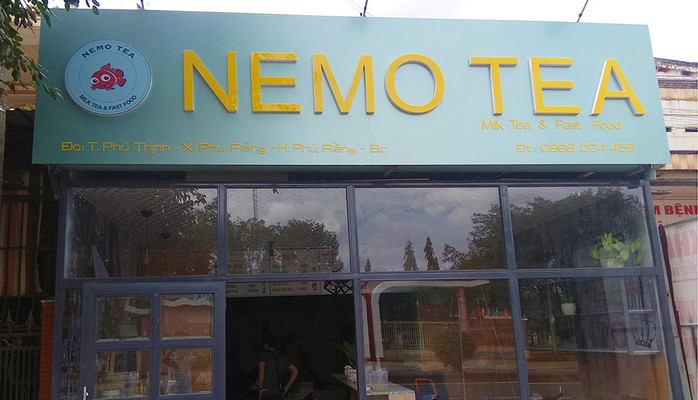 NEMO TEA
MILK TEA & FAST FOOD
NEMO TEA
Milk Tea & Fast Food
Đc: T. Phú Thịnh - X. Phú Riềng - H. Phú Riềng - Bp
Đt: 0966 024 468
M BỆNH